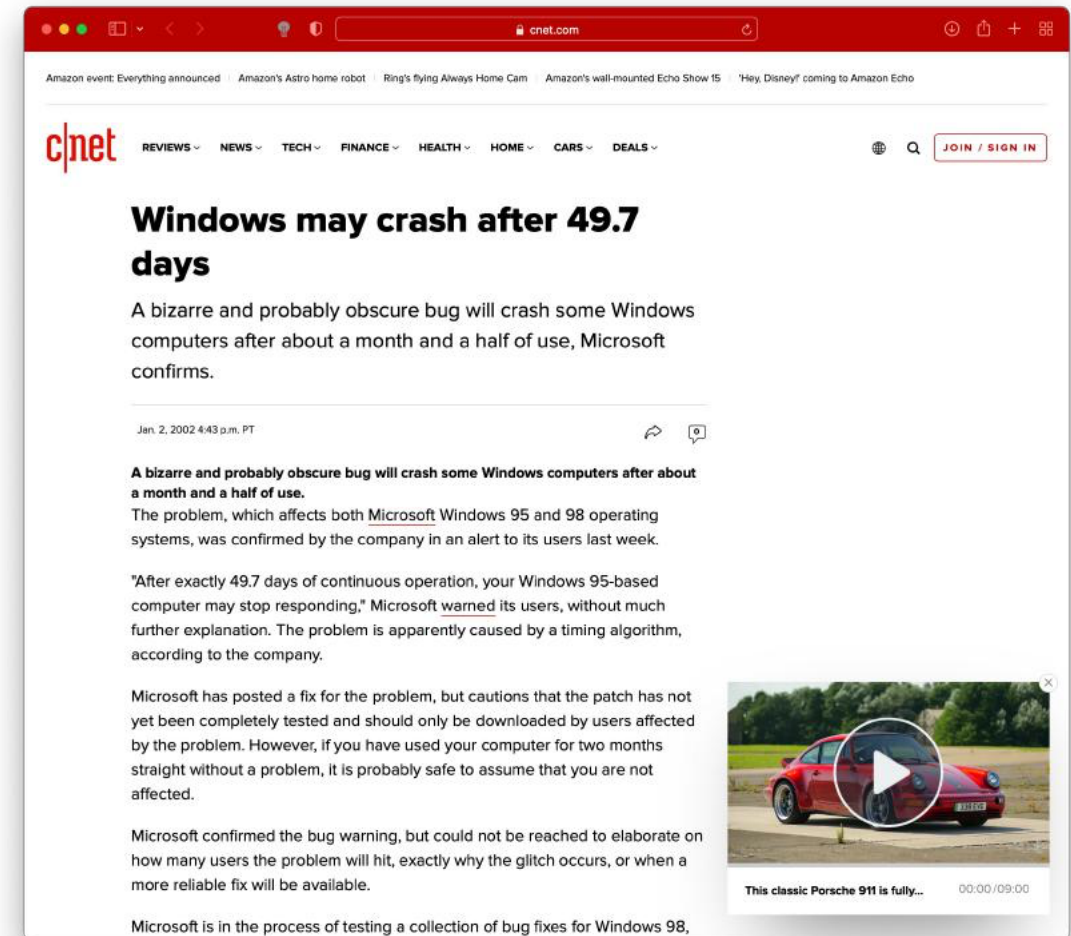 cnet.com
Amazon event: Everything announced Amazon's Astro home robot Ring's flying Always Home Cam Amazon's wall-mounted Echo Show 15 'Hey, Disney!' coming to Amazon Echo
c|net REVIEWS NEWS TECH FINANCE HEALTH HOME CARS DEALS JOIN / SIGN IN
Windows may crash after 49.7
days
A bizarre and probably obscure bug will crash some Windows
computers after about a month and a half of use, Microsoft
confirms.
Jan. 2, 2002 4:43 p.m. PT 0
A bizarre and probably obscure bug will crash some Windows computers after about
a month and a half of use.
The problem, which affects both Microsoft Windows 95 and 98 operating
systems, was confirmed by the company in an alert to its users last week.
"After exactly 49.7 days of continuous operation, your Windows 95-based
computer may stop responding," Microsoft warned its users, without much
further explanation. The problem is apparently caused by a timing algorithm,
according to the company.
Microsoft has posted a fix for the problem, but cautions that the patch has not
yet been completely tested and should only be downloaded by users affected
by the problem. However, if you have used your computer for two months
straight without a problem, it is probably safe to assume that you are not
affected.
Microsoft confirmed the bug warning, but could not be reached to elaborate on
how many users the problem will hit, exactly why the glitch occurs, or when a
more reliable fix will be available.
Microsoft is in the process of testing a collection of bug fixes for Windows 98,
This classic Porsche 911 is fully... 00:00/09:00